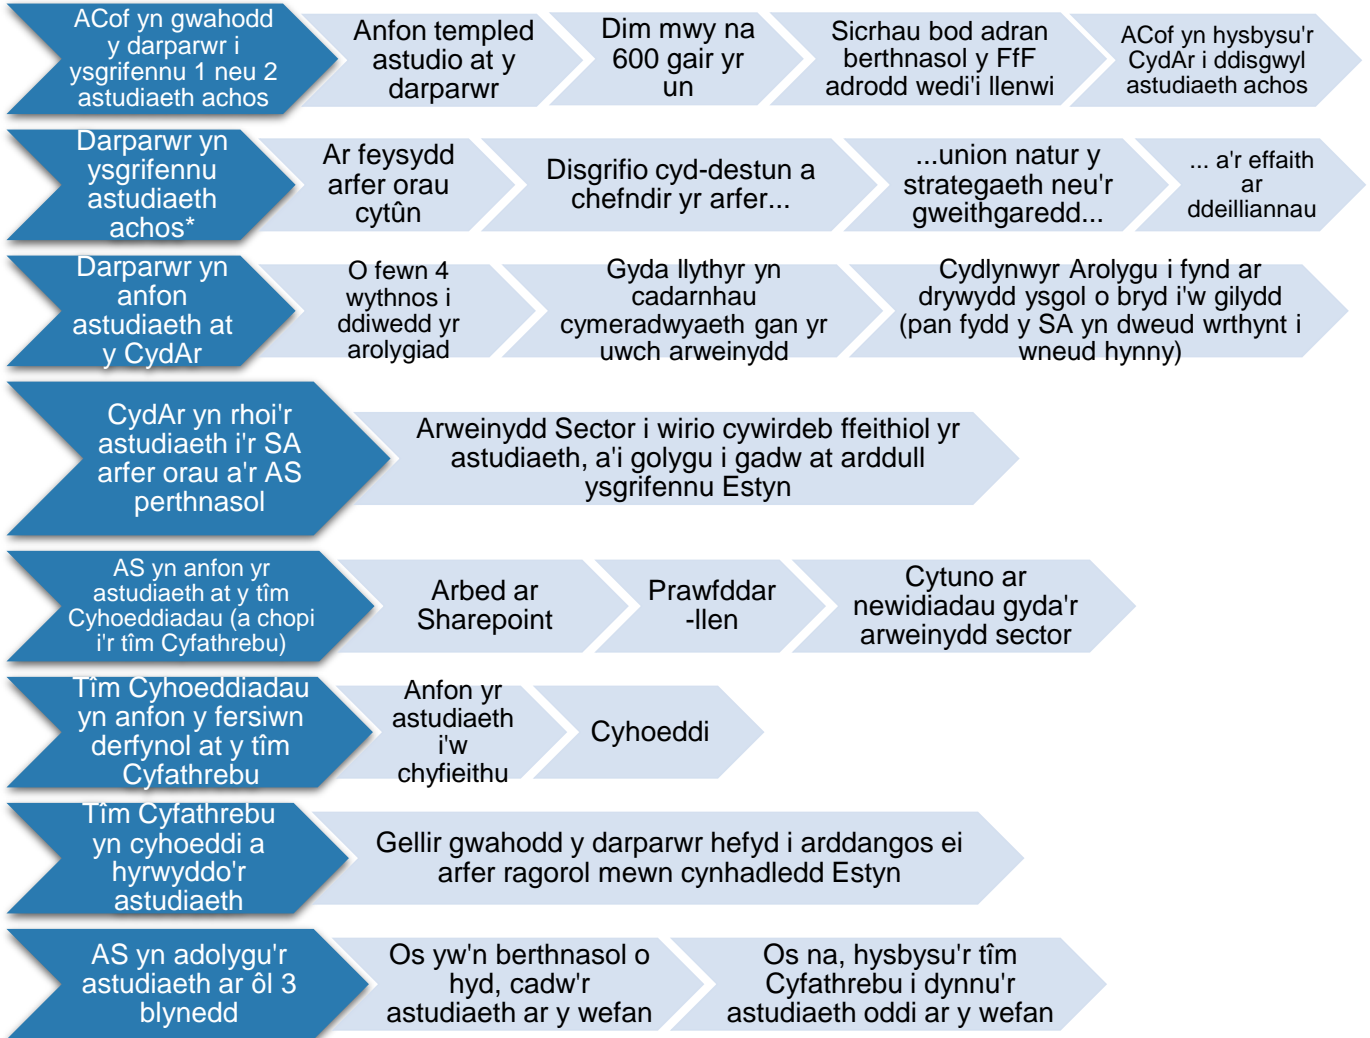 ACof yn gwahodd
y darparwr i
ysgrifennu 1 neu 2
astudiaeth achos
Anfon templed
astudio at y
darparwr
Dim mwy na
600 gair yr
un
Sicrhau bod adran
berthnasol y FfF
adrodd wedi'i llenwi
ACof yn hysbysu'r
CydAr i ddisgwyl
astudiaeth achos
Darparwr yn
ysgrifennu
astudiaeth
achos*
Ar feysydd
arfer orau
cytûn
Disgrifio cyd-destun a
chefndir yr arfer...
...union natur y
strategaeth neu'r
gweithgaredd...
... a'r effaith
ar
ddeilliannau
Darparwr yn
anfon
astudiaeth at
y CydAr
O fewn 4
wythnos i
ddiwedd yr
arolygiad
Gyda llythyr yn
cadarnhau
cymeradwyaeth gan yr
uwch arweinydd
Cydlynwyr Arolygu i fynd ar
drywydd ysgol o bryd i'w gilydd
(pan fydd y SA yn dweud wrthynt i
wneud hynny)
CydAr yn rhoi'r
astudiaeth i'r SA
arfer orau a'r AS
perthnasol
Arweinydd Sector i wirio cywirdeb ffeithiol yr
astudiaeth, a'i golygu i gadw at arddull
ysgrifennu Estyn
AS yn anfon yr
astudiaeth at y tîm
Cyhoeddiadau (a chopi
i'r tîm Cyfathrebu)
Arbed ar
Sharepoint
Prawfddar
-llen
Cytuno ar
newidiadau gyda'r
arweinydd sector
Tîm Cyhoeddiadau
yn anfon y fersiwn
derfynol at y tîm
Cyfathrebu
Anfon yr
astudiaeth
i'w
chyfieithu
Cyhoeddi
Tîm Cyfathrebu
yn cyhoeddi a
hyrwyddo'r
astudiaeth
Gellir gwahodd y darparwr hefyd i arddangos ei
arfer ragorol mewn cynhadledd Estyn
AS yn adolygu'r
astudiaeth ar ôl 3
blynedd
Os yw'n berthnasol o
hyd, cadw'r
astudiaeth ar y wefan
Os na, hysbysu'r tîm
Cyfathrebu i dynnu'r
astudiaeth oddi ar y wefan